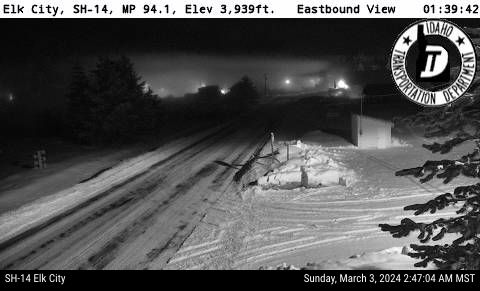 Elk City, SH-14, MP 94.1, Elev 3,939ft. Eastbound View 01:39:42
IDAHO
TRANSPORTATION DEPARTMENT
SH-14 Elk City Sunday, March 3, 2024 2:47:04 AM MST